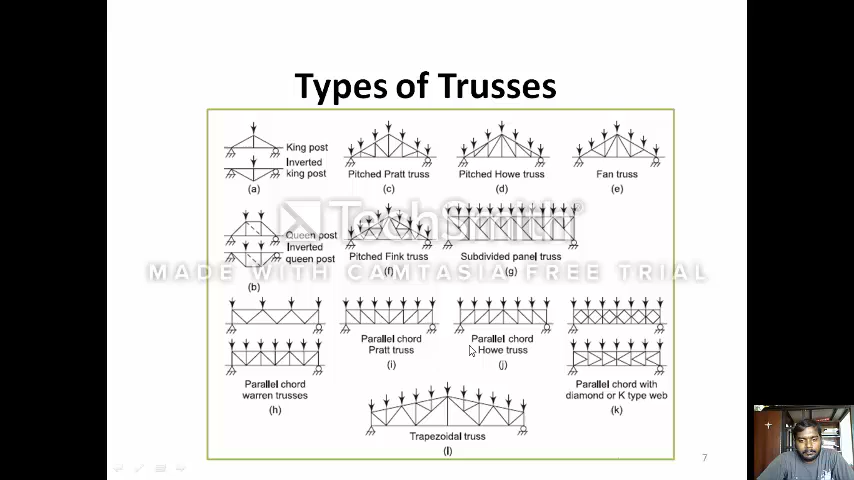 Types of Trusses
King post
Inverted
king post
(a)
Pitched Pratt truss
(c)
Pitched Howe truss
(d)
Fan truss
(e)
TechSmith®
Queen post
Inverted
queen post
(b)
Pitched Fink truss
(f)
Subdivided panel truss
(g)
MADE WITH CAMTASIA FREE TRIAL
Parallel chord
warren trusses
(h)
Parallel chord
Pratt truss
(i)
Parallel chord
Howe truss
(j)
Parallel chord with
diamond or K type web
(k)
Trapezoidal truss
(l)
7